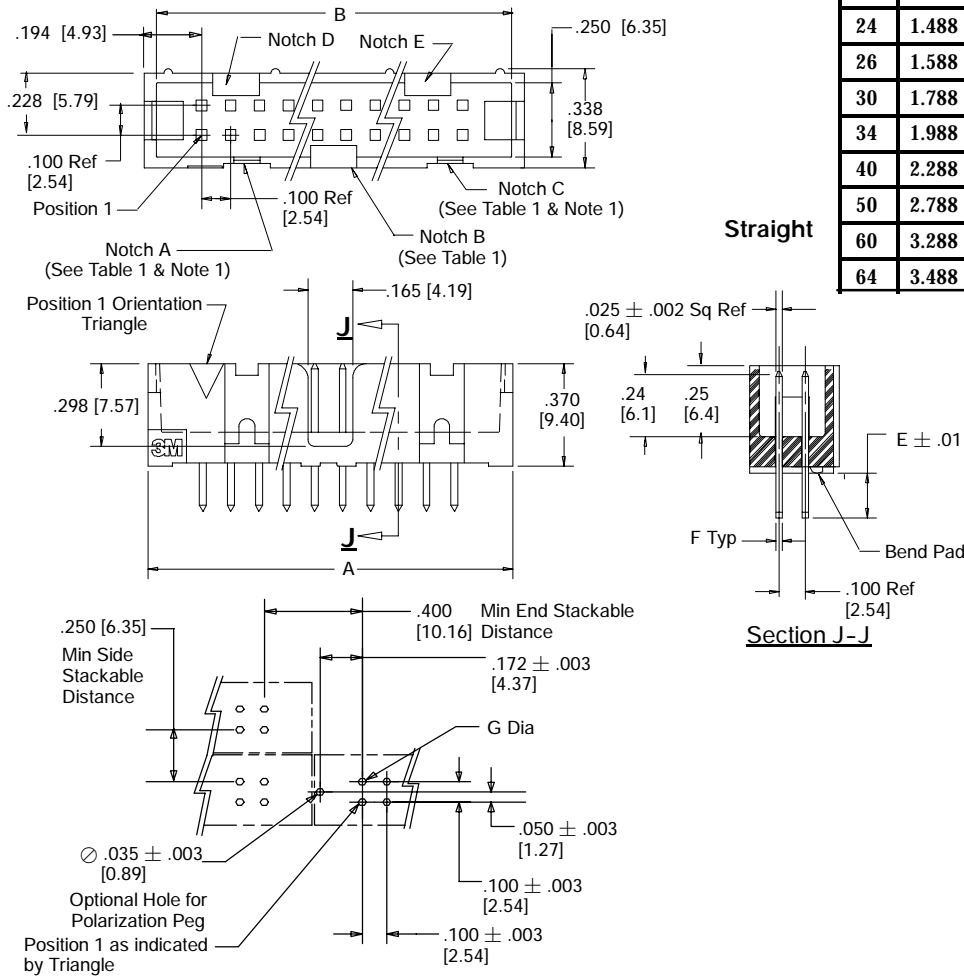 B
.194 [4.93]
Notch D
Notch E
.250 [6.35]
.228 [5.79]
.338
[8.59]
.100 Ref
[2.54]
Position 1
.100 Ref
[2.54]
Notch C
(See Table 1 & Note 1)
Notch A
(See Table 1 & Note 1)
Notch B
(See Table 1)
Straight
24 1.488
26 1.588
30 1.788
34 1.988
40 2.288
50 2.788
60 3.288
64 3.488
Position 1 Orientation
Triangle
.165 [4.19]
J
.298 [7.57]
.370
[9.40]
3M
J
A
.025 ± .002 Sq Ref
[0.64]
.24
[6.1]
.25
[6.4]
E ± .01
F Typ
Bend Pad
.100 Ref
[2.54]
Section J-J
.250 [6.35]
Min Side
Stackable
Distance
.400
[10.16]
Min End Stackable
Distance
.172 ± .003
[4.37]
G Dia
.050 ± .003
[1.27]
∅ .035 ± .003
[0.89]
Optional Hole for
Polarization Peg
.100 ± .003
[2.54]
Position 1 as indicated
by Triangle
.100 ± .003
[2.54]